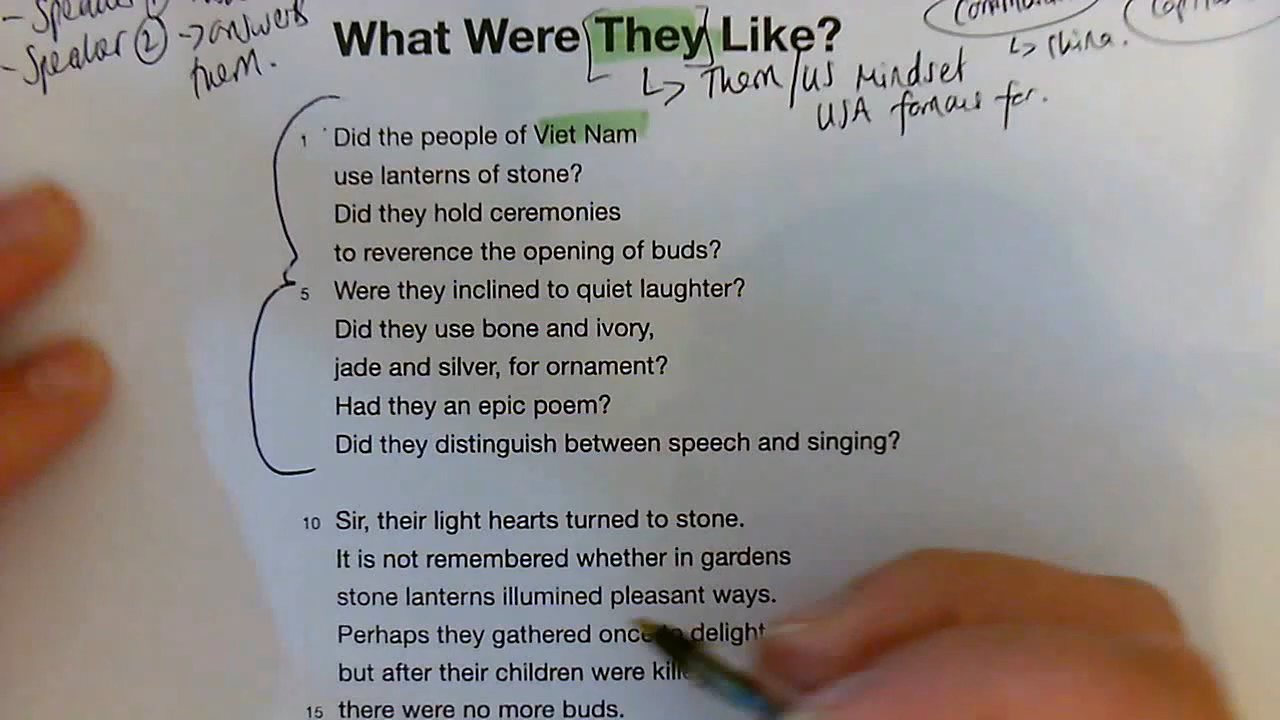 - Speaker
- Speaker ② → answers
them.
What Were They Like?
↳ China.
↳ Them/us Mindset
USA famous for.
1 Did the people of Viet Nam
use lanterns of stone?
Did they hold ceremonies
to reverence the opening of buds?
5 Were they inclined to quiet laughter?
Did they use bone and ivory,
jade and silver, for ornament?
Had they an epic poem?
Did they distinguish between speech and singing?
10 Sir, their light hearts turned to stone.
It is not remembered whether in gardens
stone lanterns illumined pleasant ways.
Perhaps they gathered once to delight
but after their children were
15 there were no more buds.